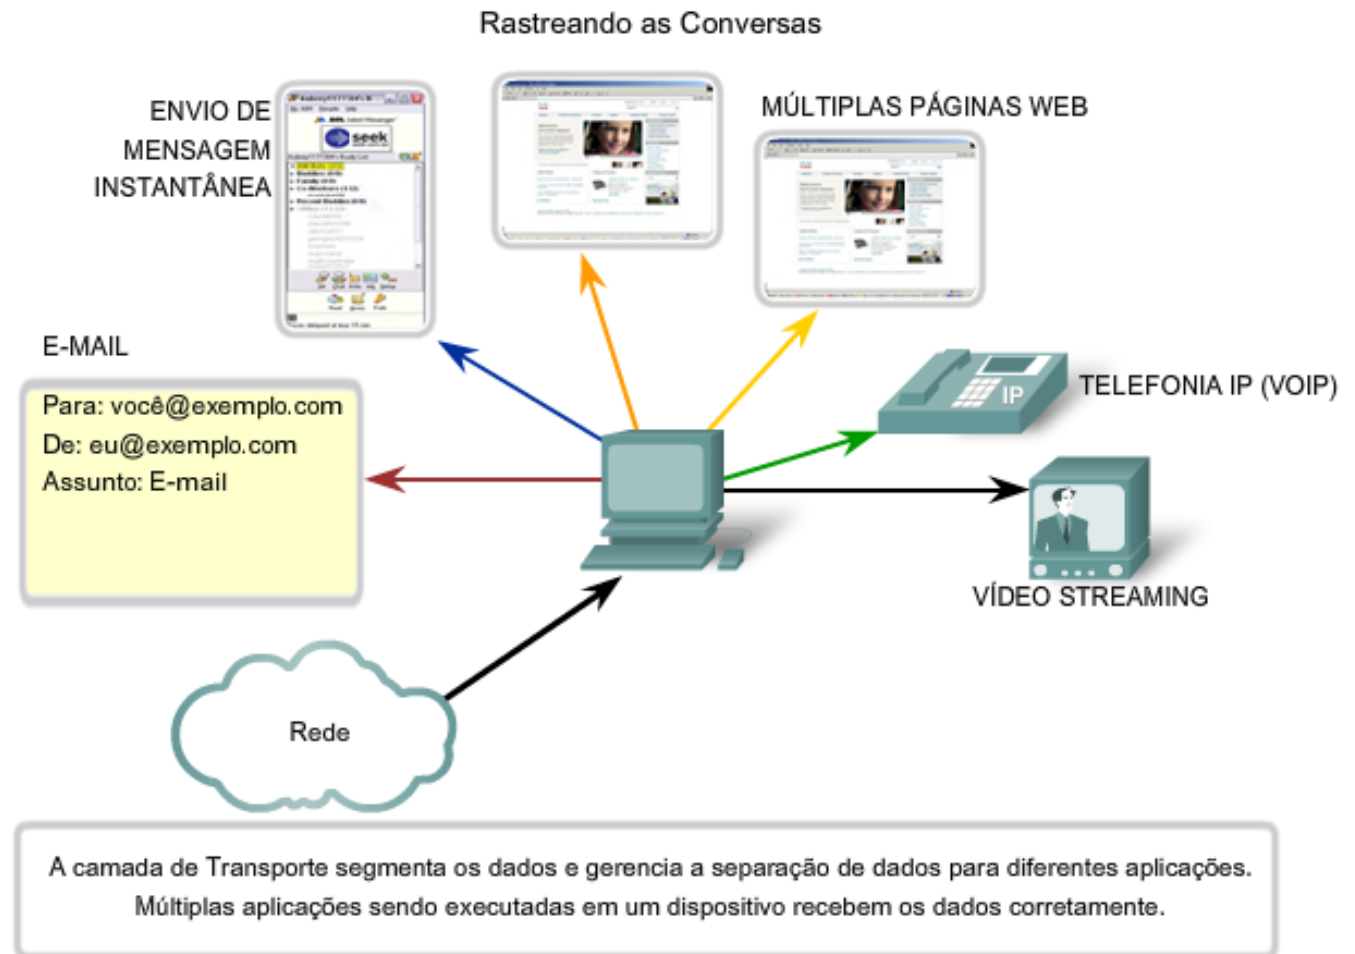 Rastreando as Conversas
ENVIO DE
MENSAGEM
INSTANTÂNEA
seek
MÚLTIPLAS PÁGINAS WEB
E-MAIL
Para: você@exemplo.com
De: eu@exemplo.com
Assunto: E-mail
IP
TELEFONIA IP (VOIP)
VÍDEO STREAMING
Rede
A camada de Transporte segmenta os dados e gerencia a separação de dados para diferentes aplicações.
Múltiplas aplicações sendo executadas em um dispositivo recebem os dados corretamente.